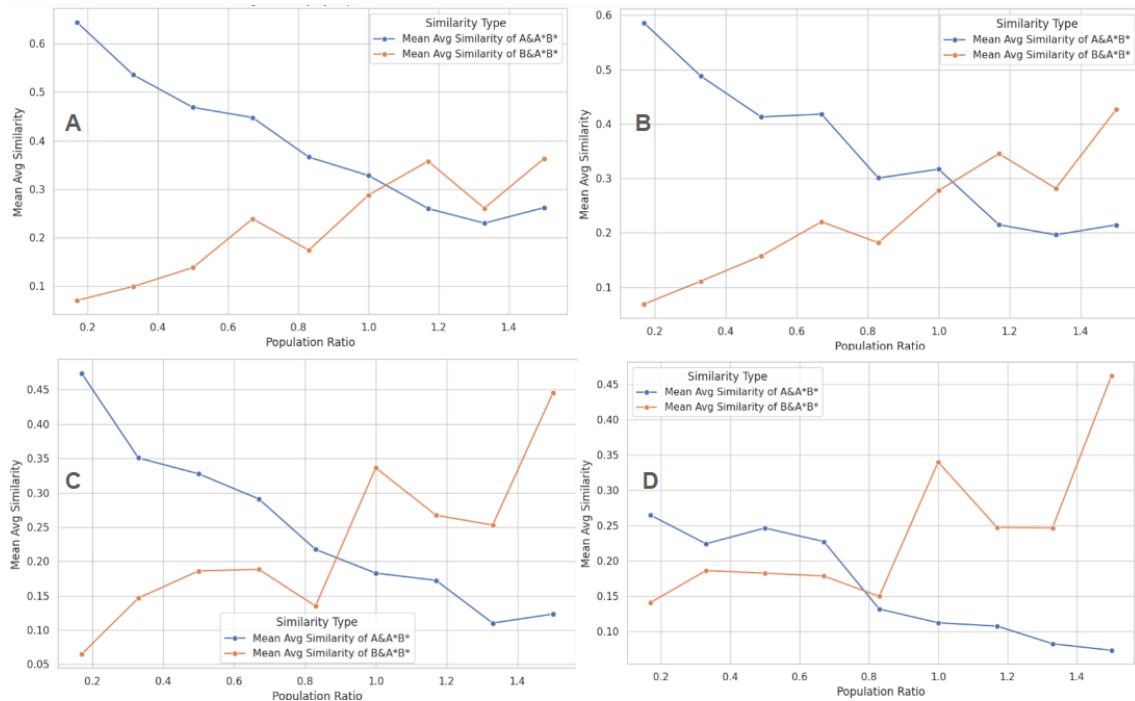 Similarity Type
Mean Avg Similarity of A&A*B*
Mean Avg Similarity of B&A*B*
A
Mean Avg Similarity
0.6
0.5
0.4
0.3
0.2
0.1
0.2 0.4 0.6 0.8 1.0 1.2 1.4
Population Ratio
Similarity Type
Mean Avg Similarity of A&A*B*
Mean Avg Similarity of B&A*B*
B
Mean Avg Similarity
0.6
0.5
0.4
0.3
0.2
0.1
0.2 0.4 0.6 0.8 1.0 1.2 1.4
Population Ratio
C
Mean Avg Similarity
0.45
0.40
0.35
0.30
0.25
0.20
0.15
0.10
0.05
Similarity Type
Mean Avg Similarity of A&A*B*
Mean Avg Similarity of B&A*B*
0.2 0.4 0.6 0.8 1.0 1.2 1.4
Population Ratio
Similarity Type
Mean Avg Similarity of A&A*B*
Mean Avg Similarity of B&A*B*
D
Mean Avg Similarity
0.45
0.40
0.35
0.30
0.25
0.20
0.15
0.10
0.2 0.4 0.6 0.8 1.0 1.2 1.4
Population Ratio